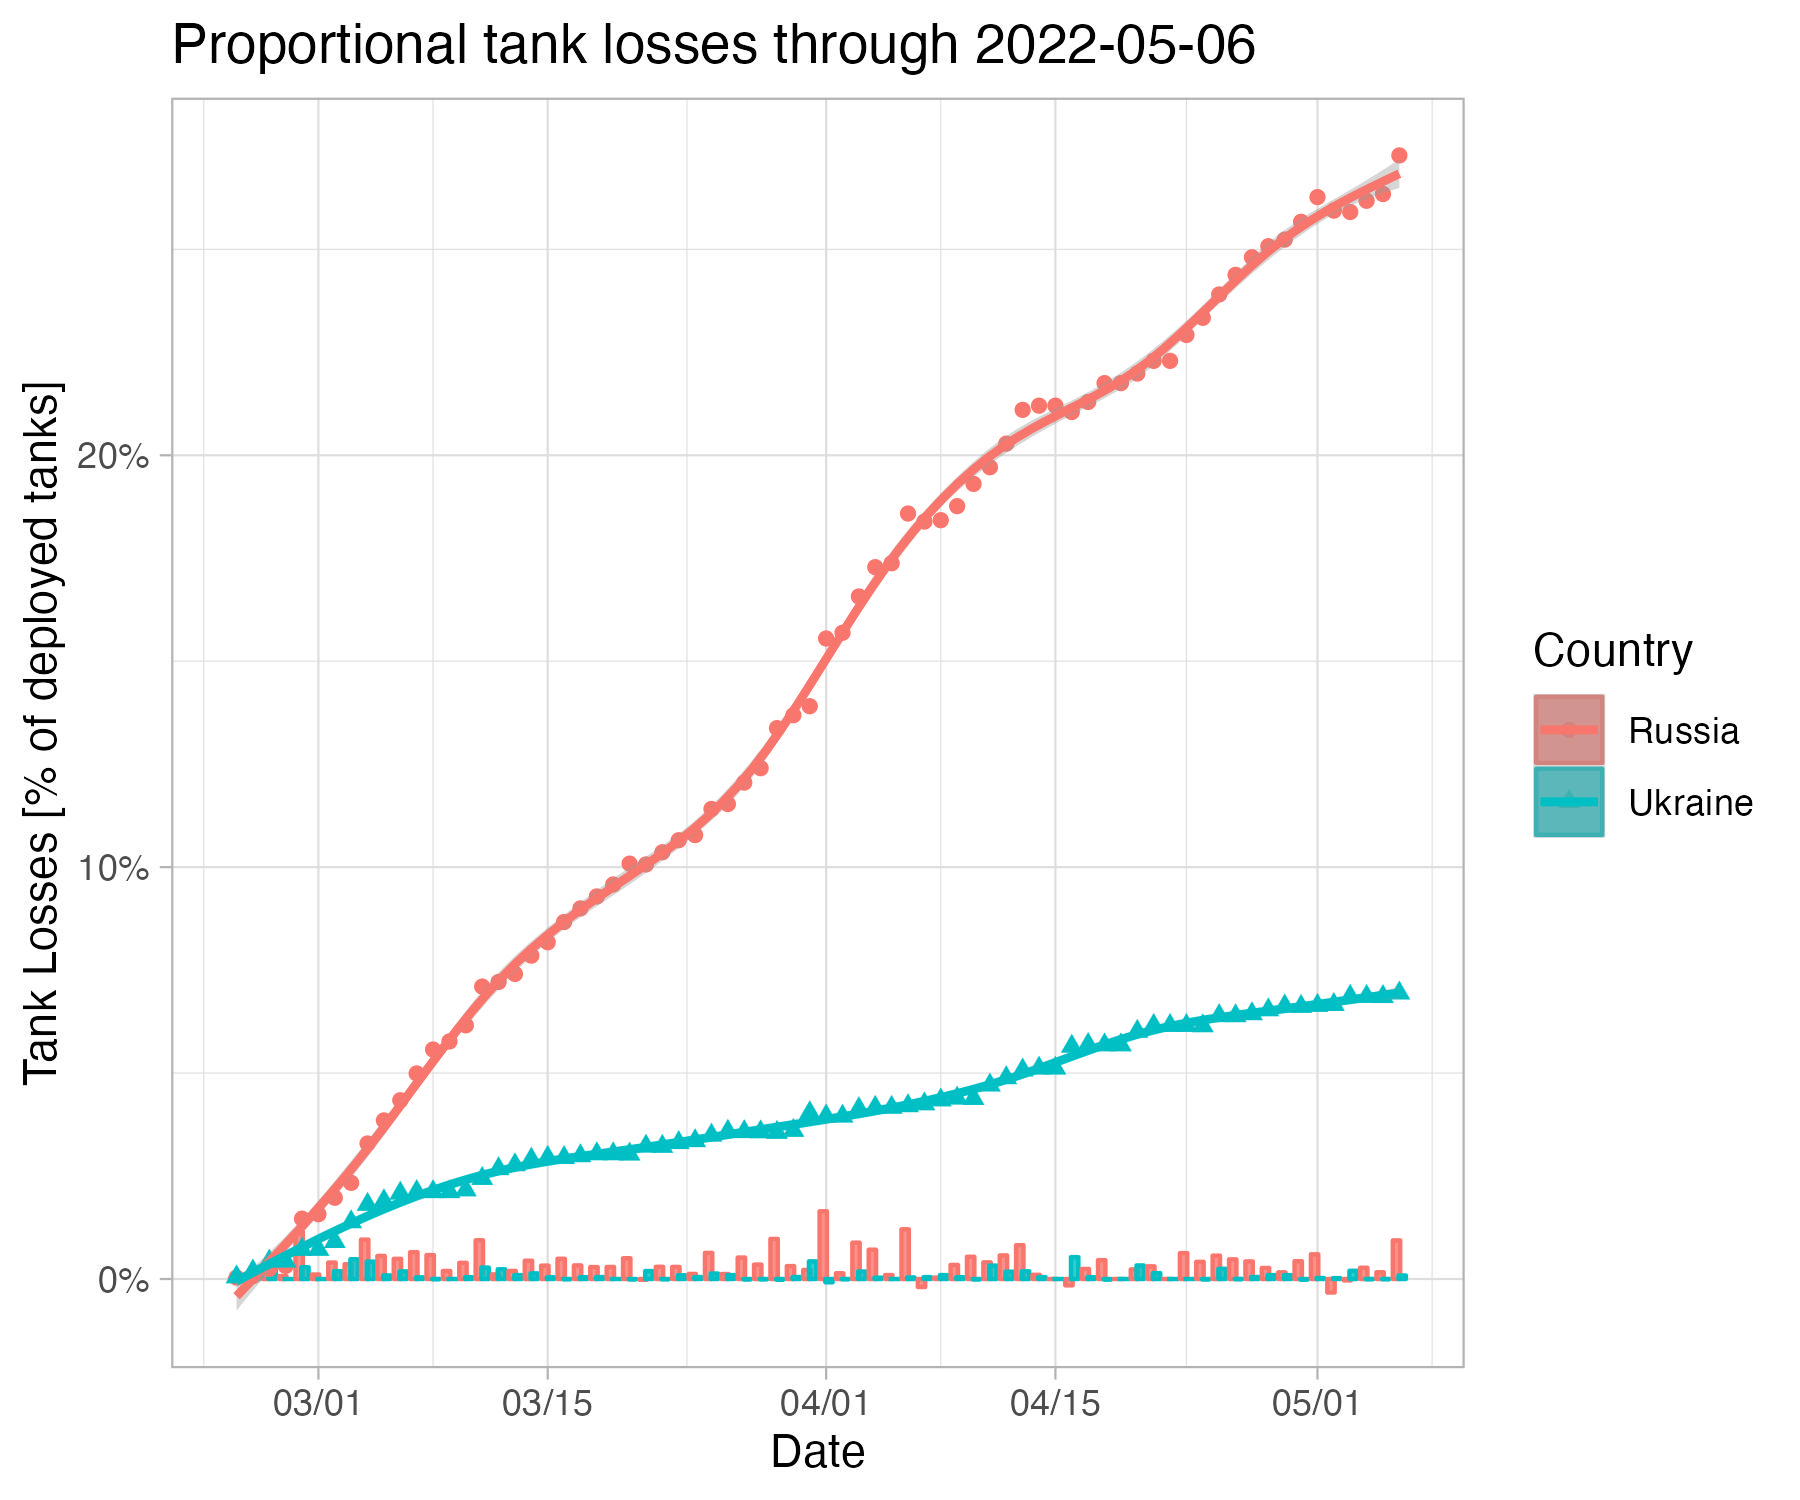 Proportional tank losses through 2022-05-06
Tank Losses [% of deployed tanks]
20%
10%
0%
03/01
03/15
04/01
04/15
05/01
Date
Country
Russia
Ukraine